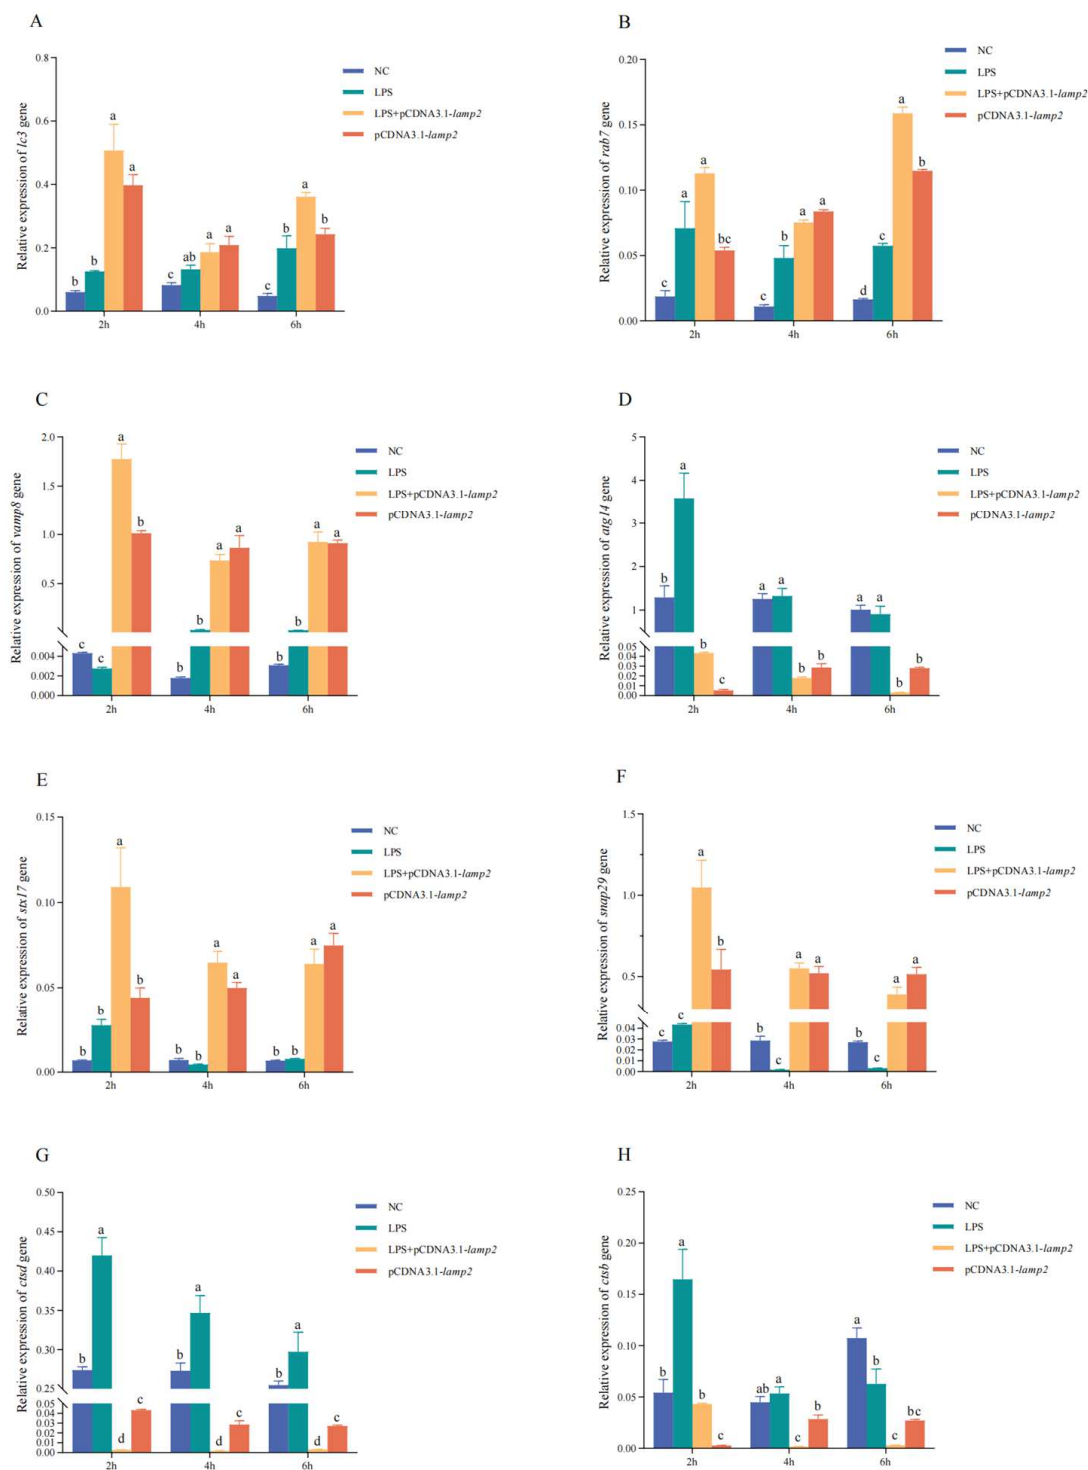 A
Relative expression of lc3 gene
0.8
0.6
0.4
0.2
0.0
NC
LPS
LPS+pCDNA3.1-lamp2
pCDNA3.1-lamp2
b b a a
c ab a a
c b a b
2h 4h 6h
B
Relative expression of rab7 gene
0.20
0.15
0.10
0.05
0.00
NC
LPS
LPS+pCDNA3.1-lamp2
pCDNA3.1-lamp2
c a a bc
c b a a
d c a b
2h 4h 6h
C
Relative expression of vamp8 gene
2.0
1.5
1.0
0.5
0.004
0.002
0.000
NC
LPS
LPS+pCDNA3.1-lamp2
pCDNA3.1-lamp2
c c a b
b b a a
b b a a
2h 4h 6h
D
Relative expression of atg14 gene
5
4
3
2
1
0.05
0.04
0.03
0.02
0.01
0.00
NC
LPS
LPS+pCDNA3.1-lamp2
pCDNA3.1-lamp2
b a b c
a a b b
a a b b
2h 4h 6h
E
Relative expression of stx17 gene
0.15
0.10
0.05
0.00
NC
LPS
LPS+pCDNA3.1-lamp2
pCDNA3.1-lamp2
b b a b
b b a a
b b a a
2h 4h 6h
F
Relative expression of snap29 gene
1.5
1.0
0.5
0.04
0.03
0.02
0.01
0.00
NC
LPS
LPS+pCDNA3.1-lamp2
pCDNA3.1-lamp2
c c a b
b c a a
b c a a
2h 4h 6h
G
Relative expression of ctsd gene
0.50
0.45
0.40
0.35
0.30
0.25
0.05
0.04
0.03
0.02
0.01
0.00
NC
LPS
LPS+pCDNA3.1-lamp2
pCDNA3.1-lamp2
b a d c
b a d c
b a d c
2h 4h 6h
H
Relative expression of ctsb gene
0.25
0.20
0.15
0.10
0.05
0.00
NC
LPS
LPS+pCDNA3.1-lamp2
pCDNA3.1-lamp2
b a b c
ab a c b
a b c bc
2h 4h 6h